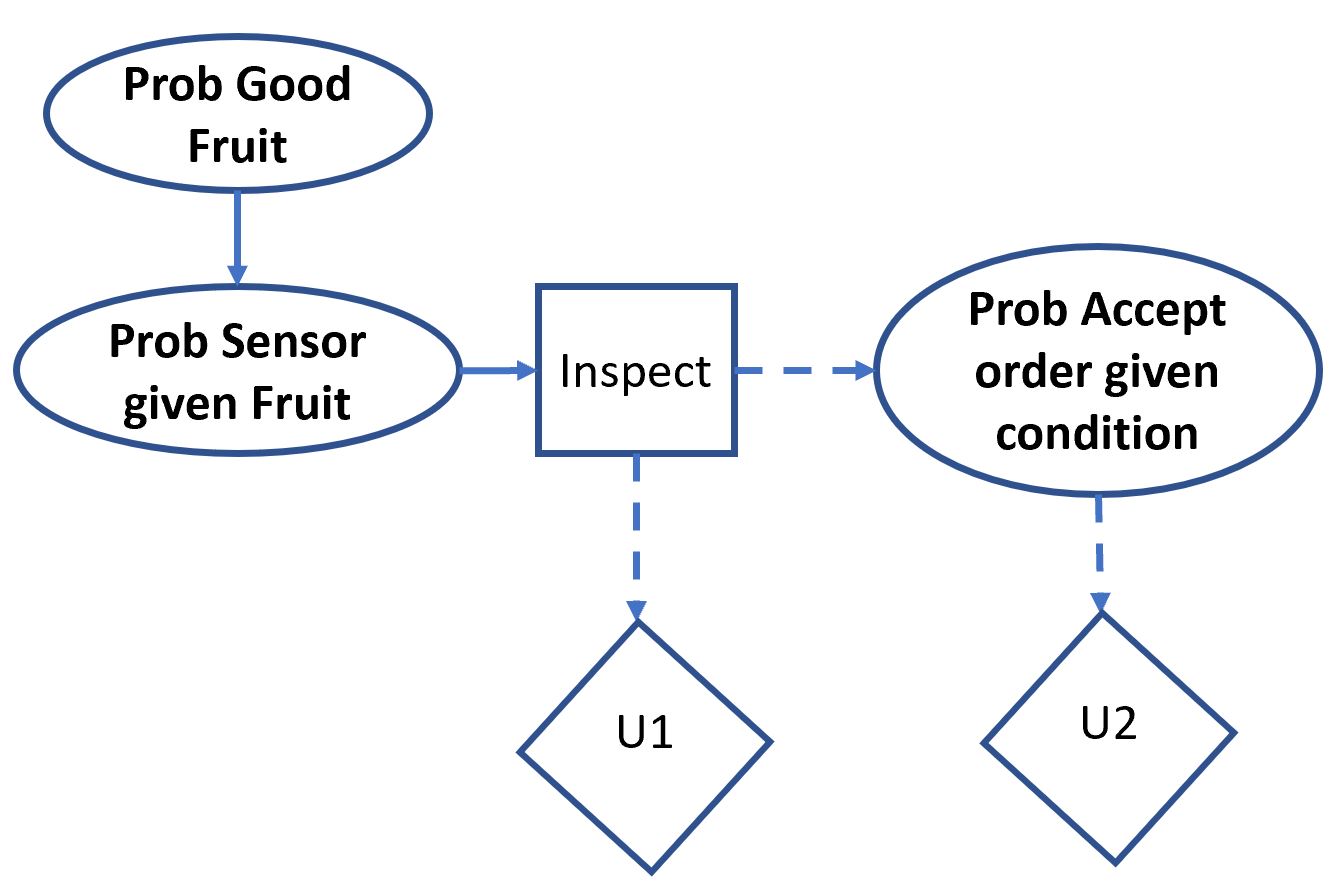 Prob Good
Fruit
Prob Sensor
given Fruit
Inspect
Prob Accept
order given
condition
U1
U2